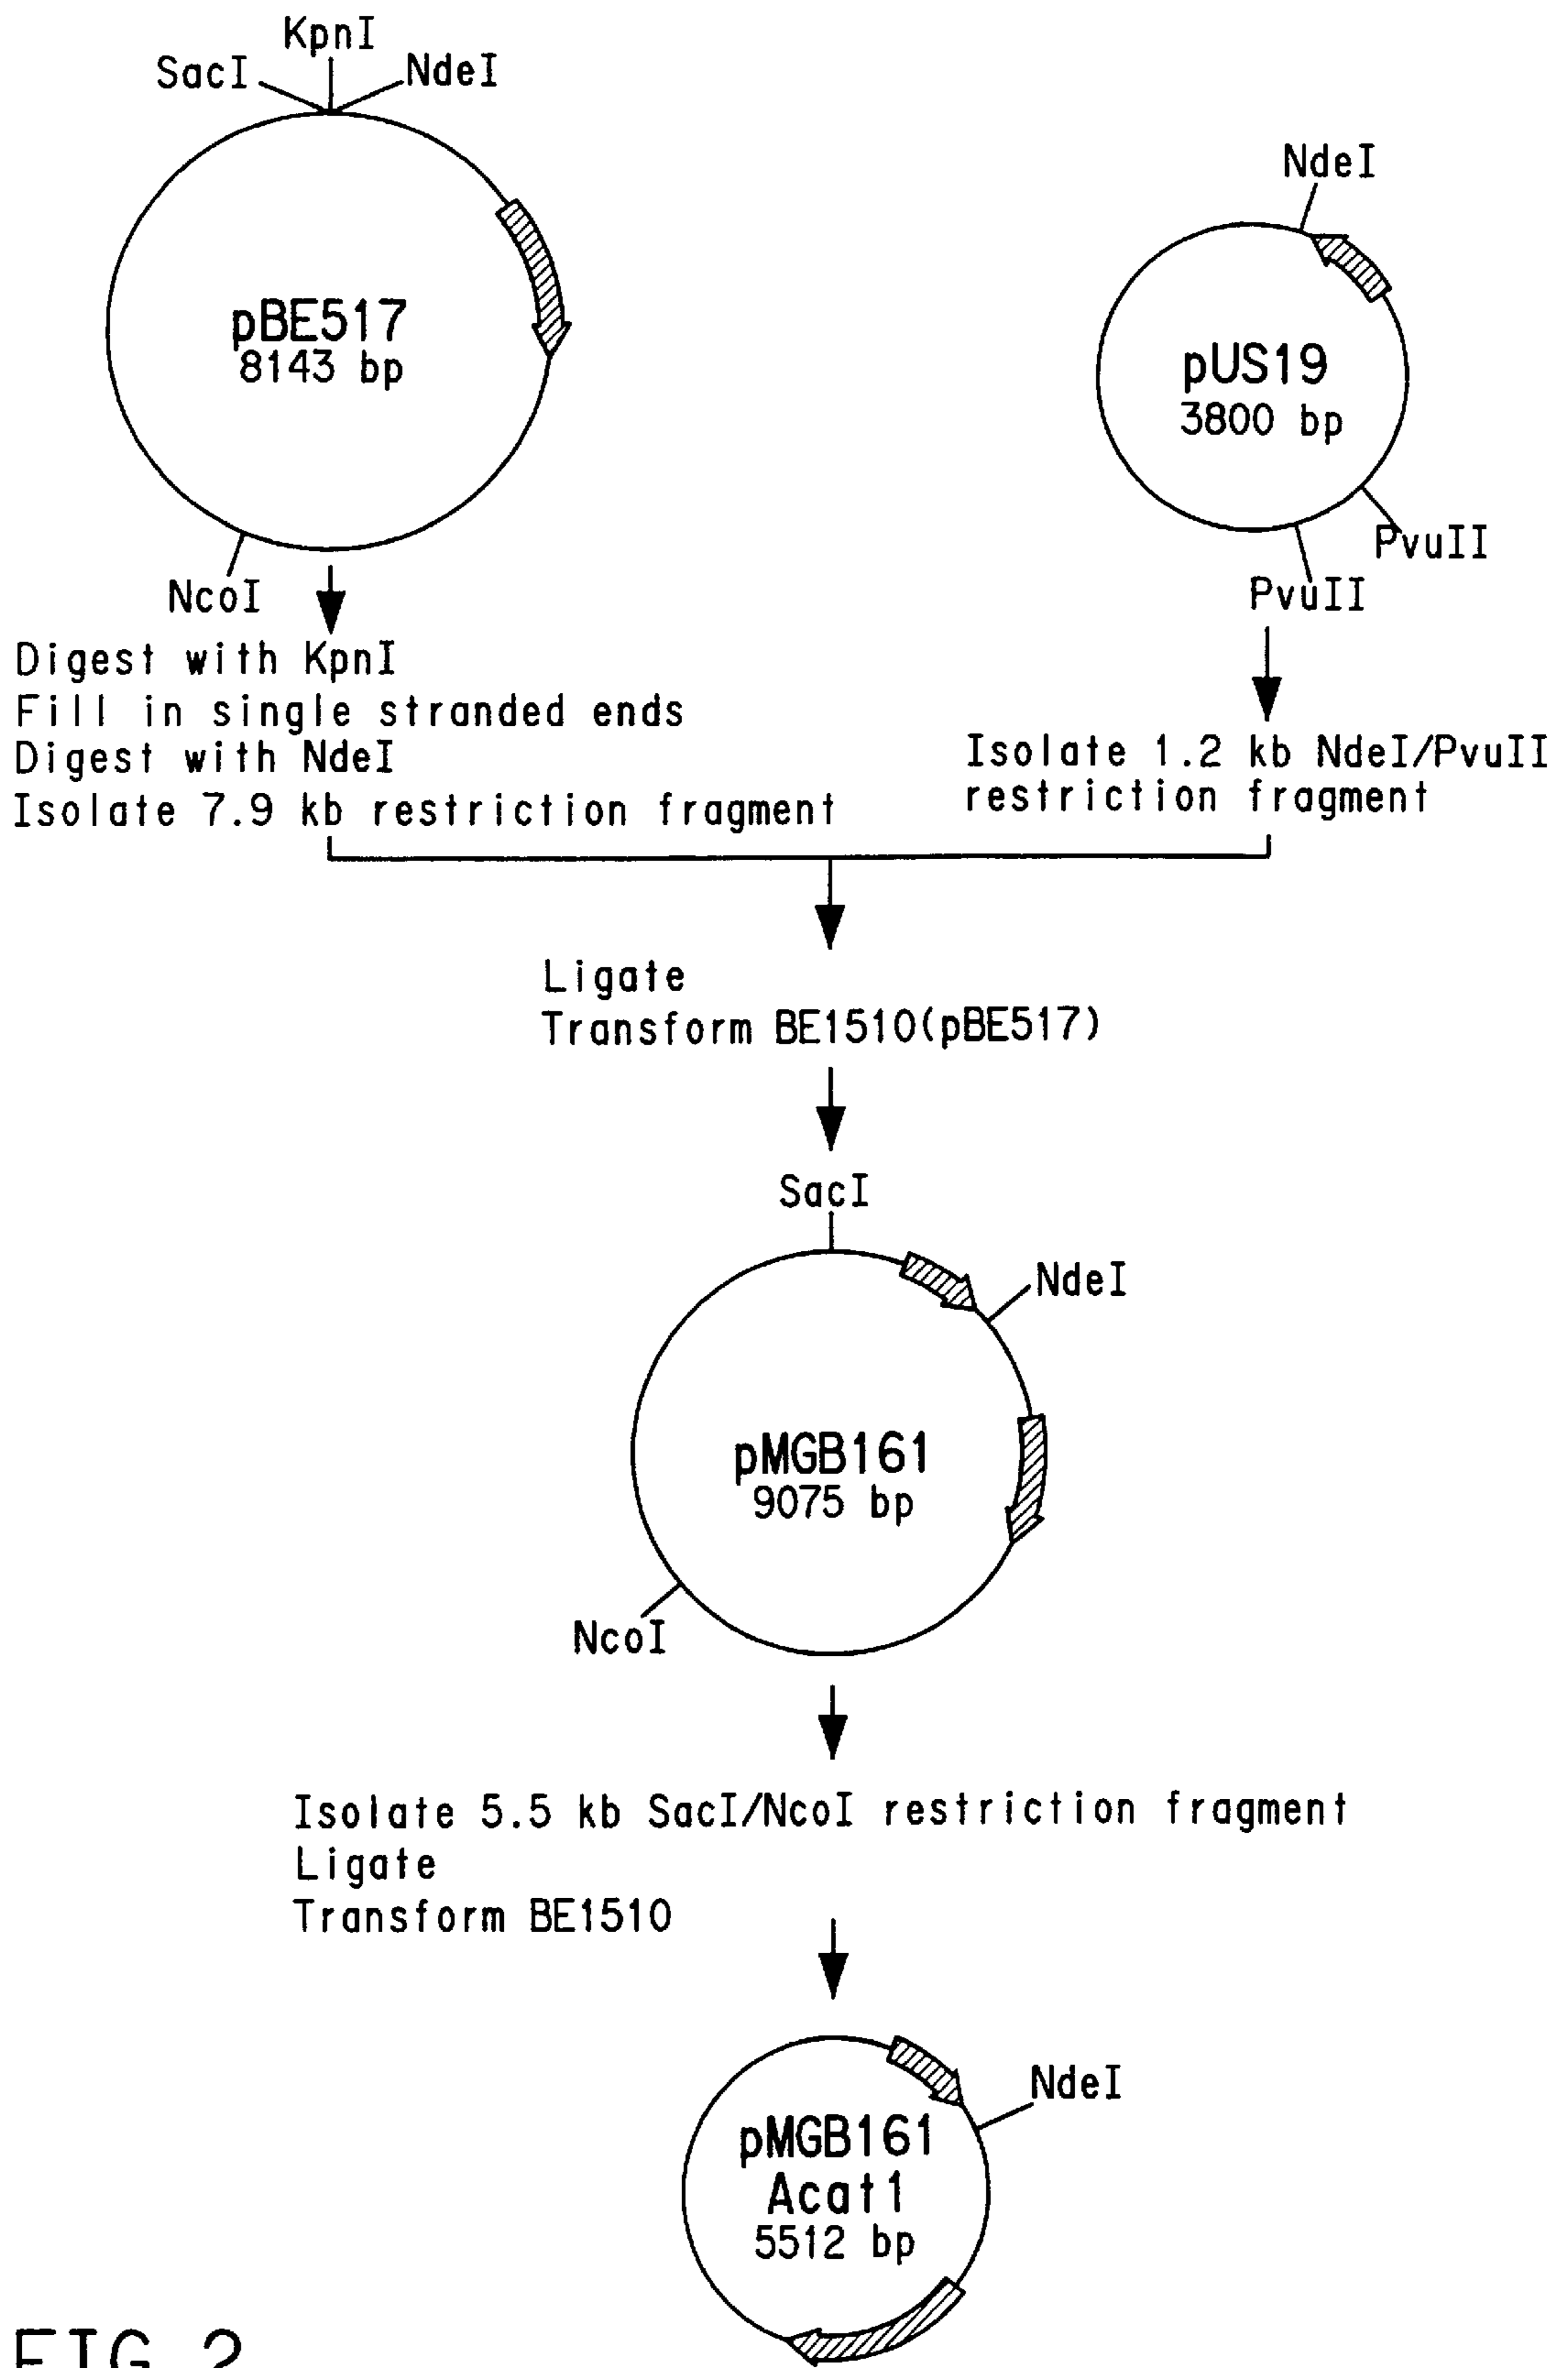 KpnI
SacI
NdeI
pBE517
8143 bp
NcoI
NdeI
pUS19
3800 bp
PvuII
PvuII
Digest with KpnI
Fill in single stranded ends
Digest with NdeI
Isolate 7.9 kb restriction fragment
Isolate 1.2 kb NdeI/PvuII
restriction fragment
Ligate
Transform BE1510(pBE517)
SacI
NdeI
pMGB161
9075 bp
NcoI
Isolate 5.5 kb SacI/NcoI restriction fragment
Ligate
Transform BE1510
NdeI
pMGB161
Acat1
5512 bp
FIG.2